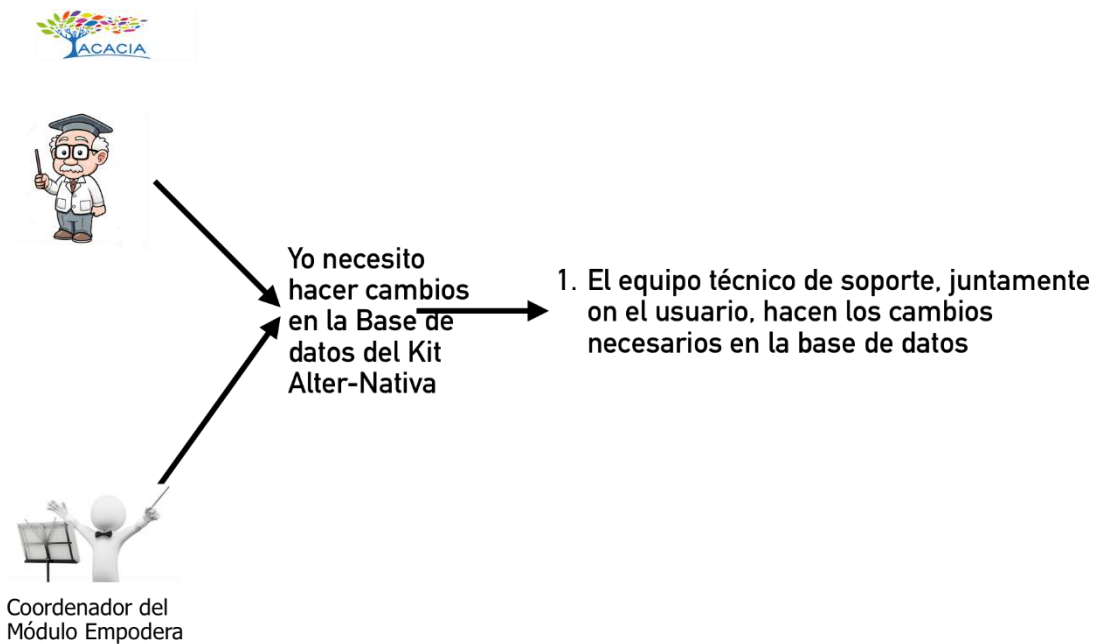 ACACIA
Yo necesito
hacer cambios
en la Base de
datos del Kit
Alter-Nativa
1. El equipo técnico de soporte, juntamente
on el usuario, hacen los cambios
necesarios en la base de datos
Coordenador del
Módulo Empodera